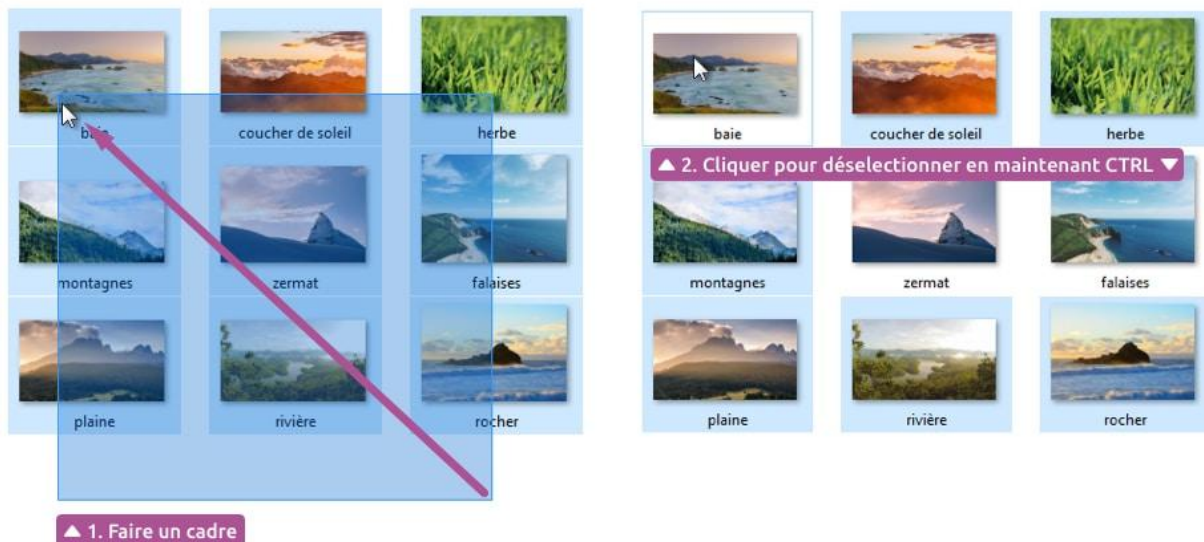 baie
coucher de soleil
herbe
montagnes
zermat
falaises
plaine
rivière
rocher
▲ 1. Faire un cadre
baie
coucher de soleil
herbe
▲ 2. Cliquer pour déselectionner en maintenant CTRL ▼
montagnes
zermat
falaises
plaine
rivière
rocher